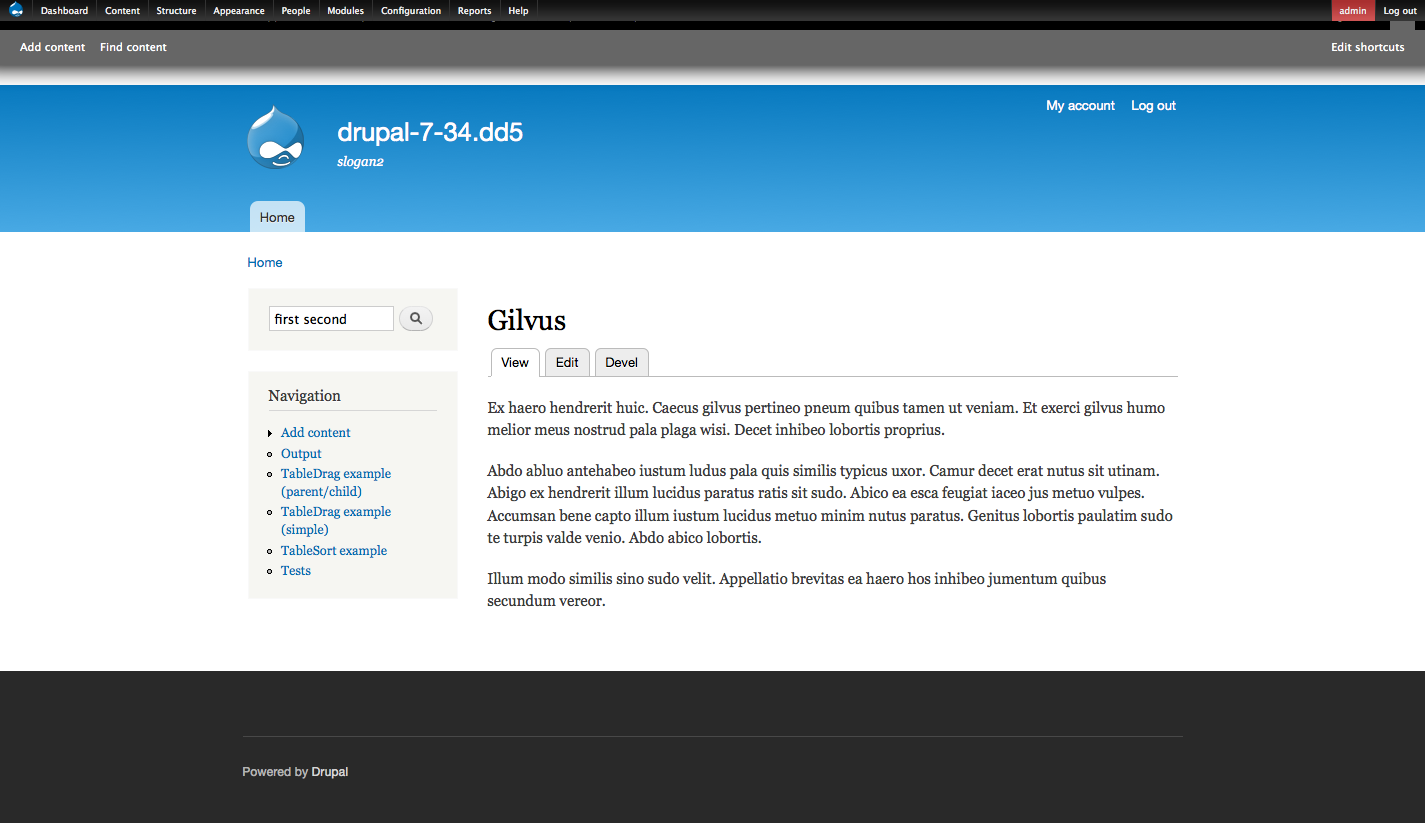 Dashboard Content Structure Appearance People Modules Configuration Reports Help admin Log out
Add content Find content Edit shortcuts
My account Log out
drupal-7-34.dd5
slogan2
Home
Home
first second
Gilvus
View Edit Devel
Navigation
Add content
Output
TableDrag example
(parent/child)
TableDrag example
(simple)
TableSort example
Tests
Ex haero hendrerit huic. Caecus gilvus pertineo pneum quibus tamen ut veniam. Et exerci gilvus humo
melior meus nostrud pala plaga wisi. Decet inhibeo lobortis proprius.
Abdo abluo antehabeo iustum ludus pala quis similis typicus uxor. Camur decet erat nutus sit utinam.
Abigo ex hendrerit illum lucidus paratus ratis sit sudo. Abico ea esca feugiat iaceo jus metuo vulpes.
Accumsan bene capto illum iustum lucidus metuo minim nutus paratus. Genitus lobortis paulatim sudo
te turpis valde venio. Abdo abico lobortis.
Illum modo similis sino sudo velit. Appellatio brevitas ea haero hos inhibeo jumentum quibus
secundum vereor.
Powered by Drupal